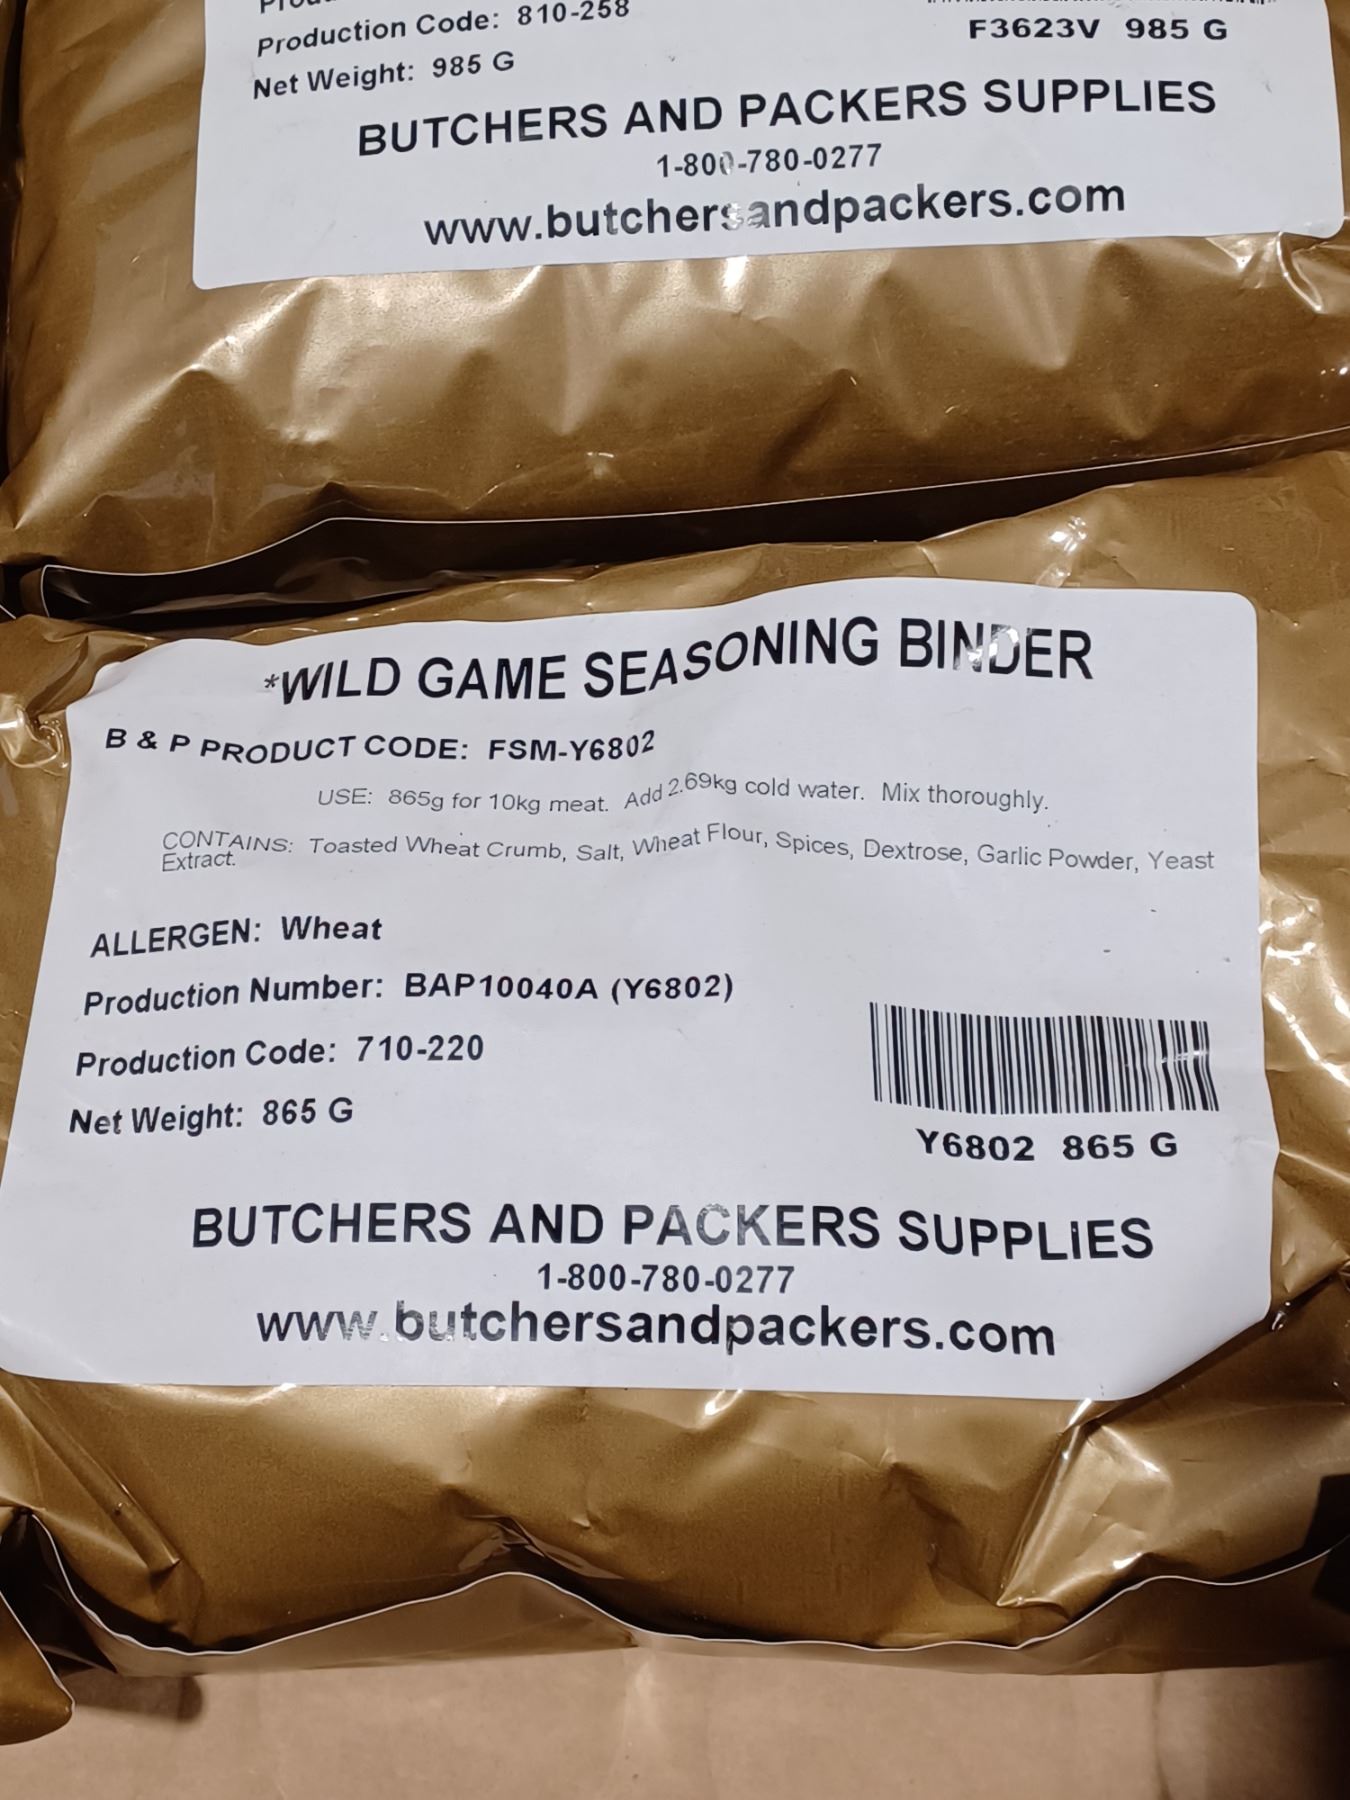 Production Code: 810-258
Net Weight: 985 G
F3623V 985 G
BUTCHERS AND PACKERS SUPPLIES
1-800-780-0277
www.butchersandpackers.com
*WILD GAME SEASONING BINDER
B & P PRODUCT CODE: FSM-Y6802
USE: 865g for 10kg meat. Add 2.69kg cold water. Mix thoroughly.
CONTAINS: Toasted Wheat Crumb, Salt, Wheat Flour, Spices, Dextrose, Garlic Powder, Yeast
Extract.
ALLERGEN: Wheat
Production Number: BAP10040A (Y6802)
Production Code: 710-220
Net Weight: 865 G
Y6802 865 G
BUTCHERS AND PACKERS SUPPLIES
1-800-780-0277
www.butchersandpackers.com